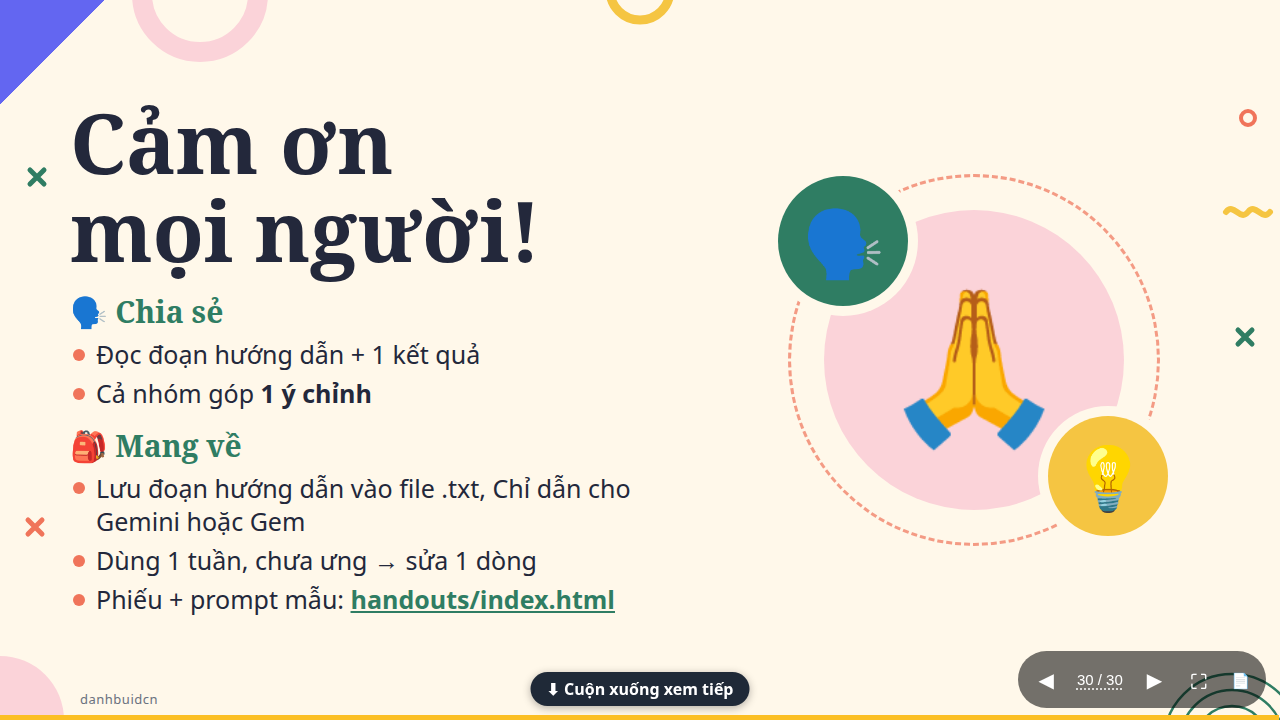 Cảm ơn
mọi người!
Chia sẻ
Đọc đoạn hướng dẫn + 1 kết quả
Cả nhóm góp 1 ý chỉnh
Mang về
Lưu đoạn hướng dẫn vào file .txt, Chỉ dẫn cho
Gemini hoặc Gem
Dùng 1 tuần, chưa ưng → sửa 1 dòng
Phiếu + prompt mẫu: handouts/index.html
danhbuidcn
⬇ Cuộn xuống xem tiếp
30 / 30